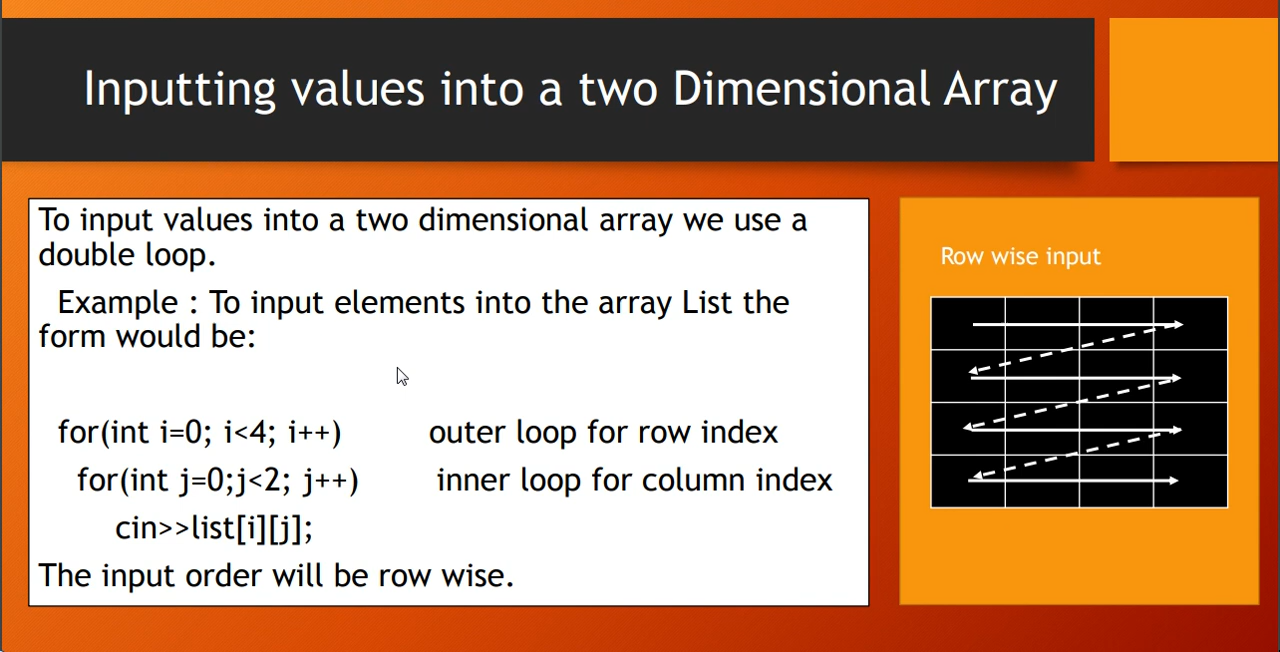 Inputting values into a two Dimensional Array
To input values into a two dimensional array we use a
double loop.
Example : To input elements into the array List the
form would be:
for(int i=0; i<4; i++) outer loop for row index
for(int j=0;j<2; j++) inner loop for column index
cin>>list[i][j];
The input order will be row wise.
Row wise input